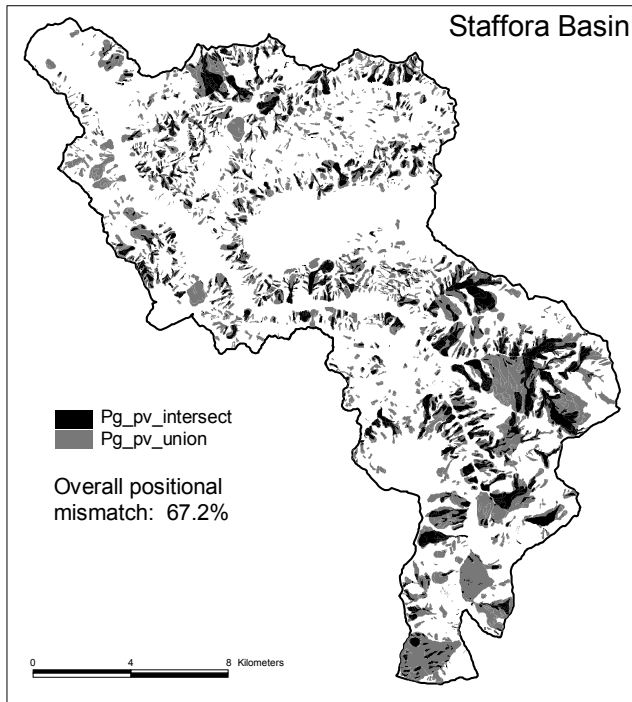 Staffora Basin
Pg_pv_intersect
Pg_pv_union
Overall positional
mismatch: 67.2%
0 4 8 Kilometers